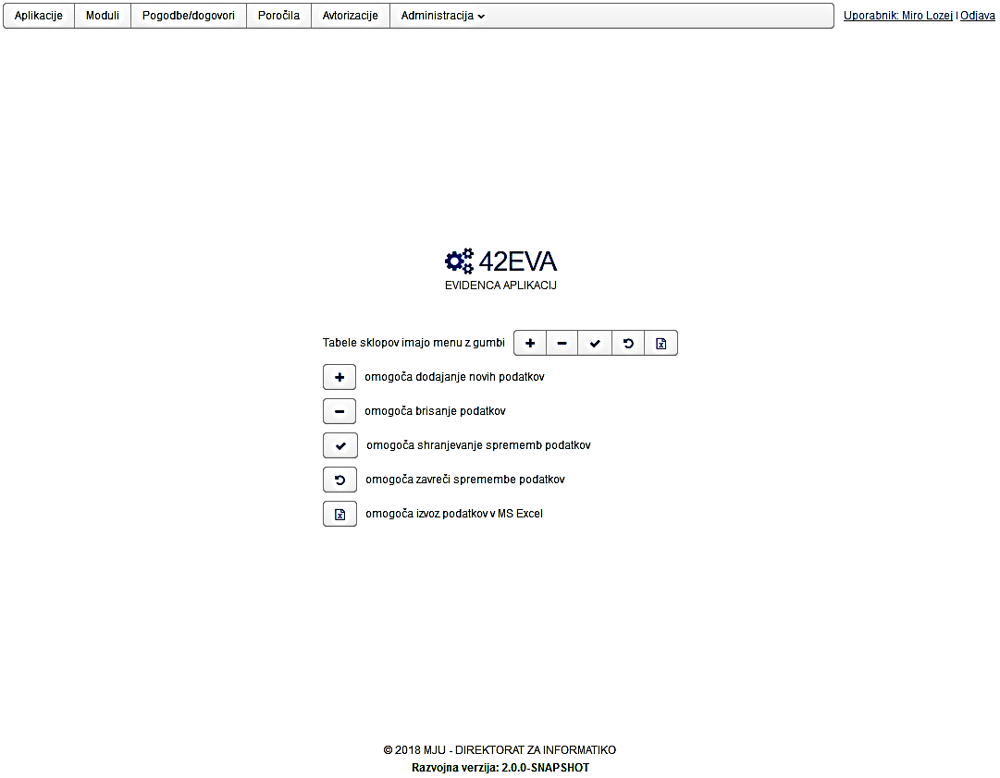 Aplikacije Moduli Pogodbe/dogovori Poročila Avtorizacije Administracija Uporabnik: Miro Lozej | Odjava
42EVA
EVIDENCA APLIKACIJ
Tabele sklopov imajo menu z gumbi
omogoča dodajanje novih podatkov
omogoča brisanje podatkov
omogoča shranjevanje sprememb podatkov
omogoča zavreči spremembe podatkov
omogoča izvoz podatkov v MS Excel
© 2018 MJU - DIREKTORAT ZA INFORMATIKO
Razvojna verzija: 2.0.0-SNAPSHOT